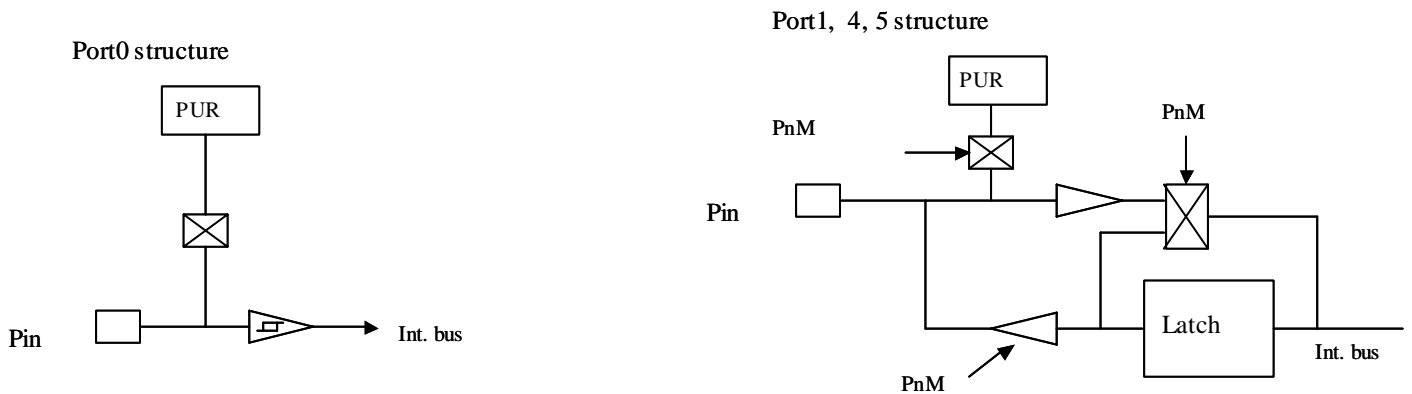 Port0 structure
PUR
Pin
Int. bus
Port1, 4, 5 structure
PUR
PnM
PnM
Pin
Latch
Int. bus
PnM